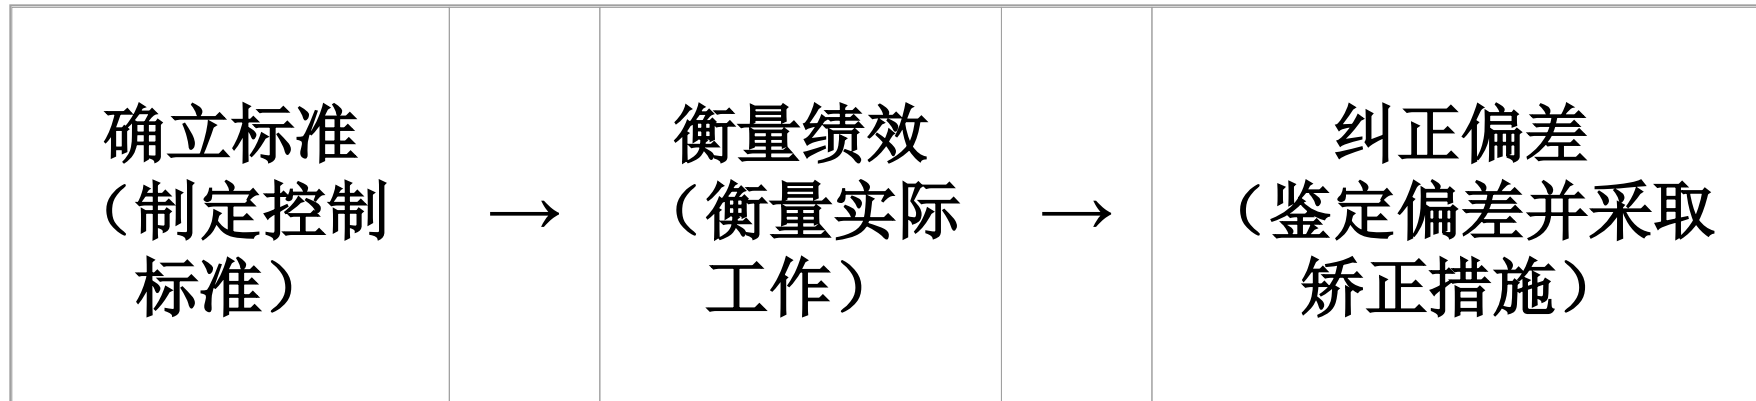 确立标准
（制定控制
标准）
→
衡量绩效
（衡量实际
工作）
→
纠正偏差
（鉴定偏差并采取
矫正措施）